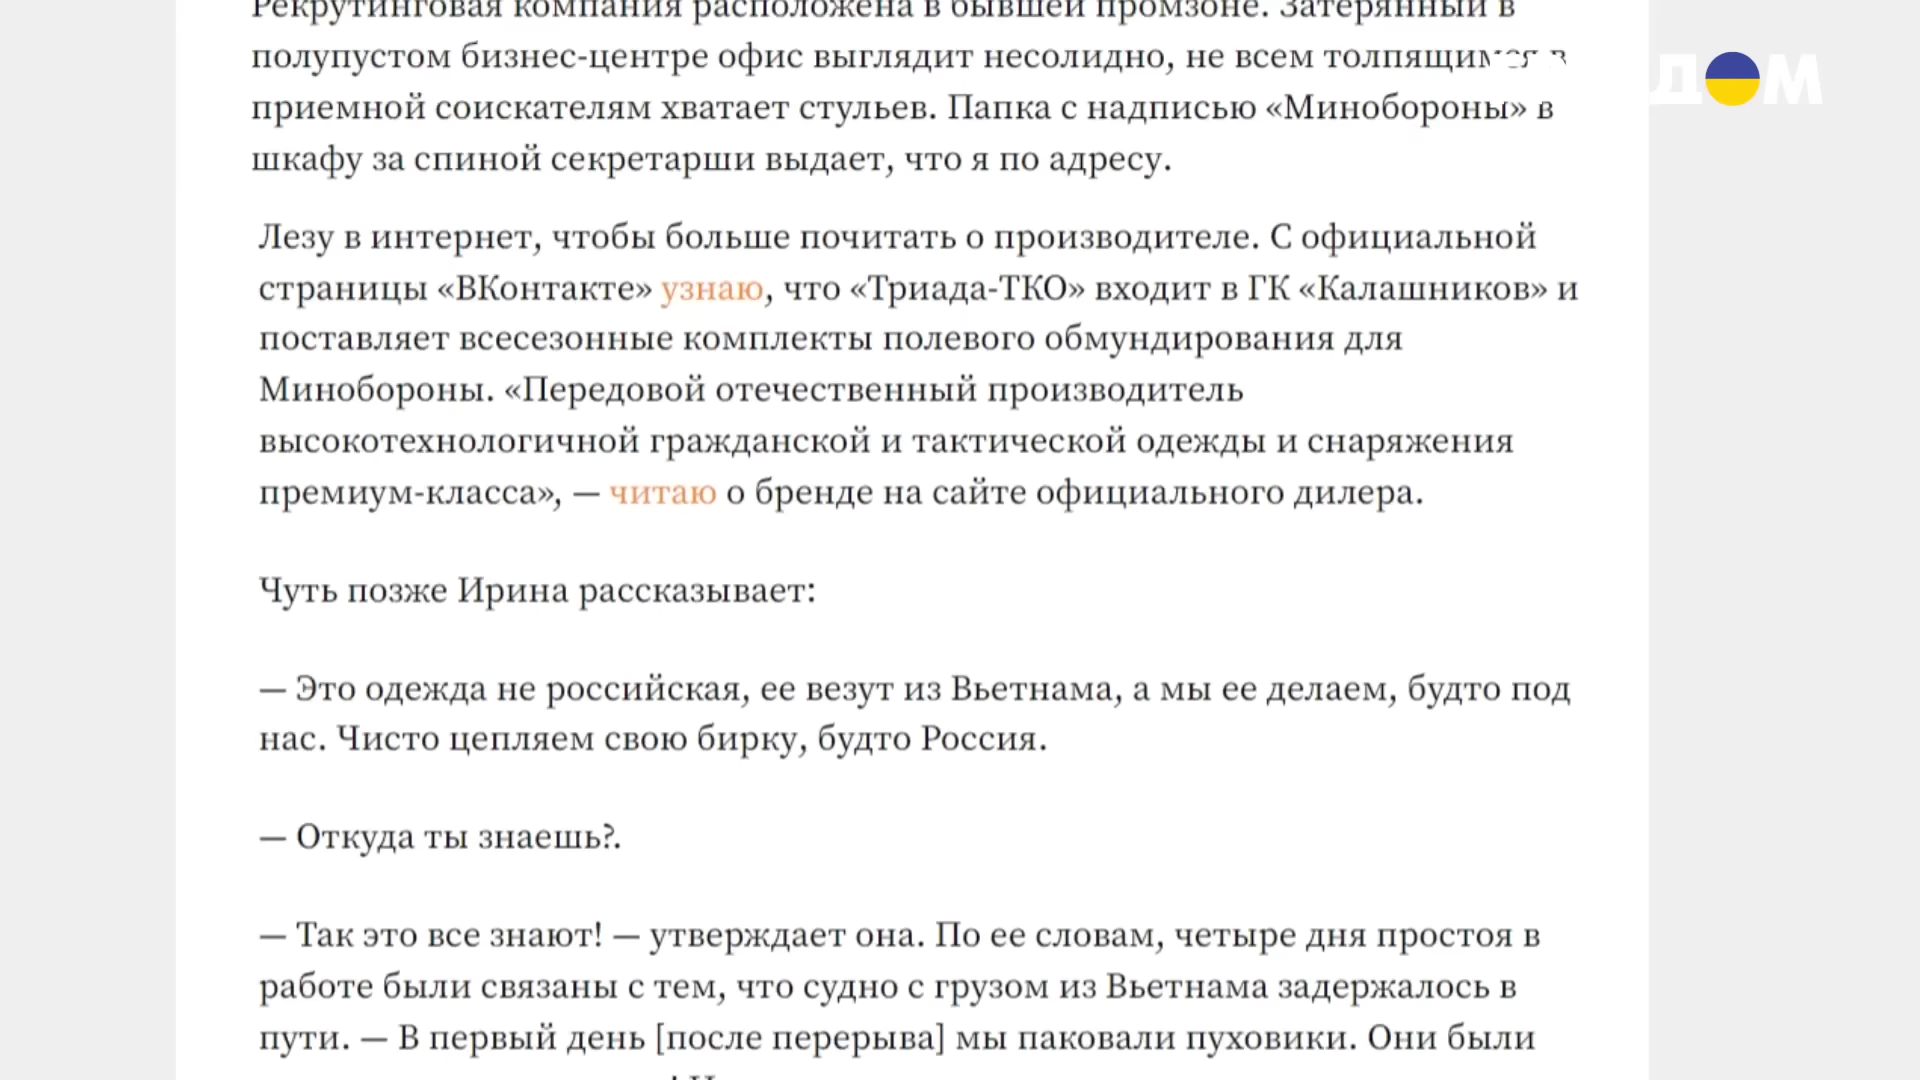 Рекрутинговая компания расположена в бывшей промзоне. Затерянный в
полупустом бизнес-центре офис выглядит несолидно, не всем толпящимся в
приемной соискателям хватает стульев. Папка с надписью «Минобороны» в
шкафу за спиной секретарши выдает, что я по адресу.
ДОМ
Лезу в интернет, чтобы больше почитать о производителе. С официальной
страницы «ВКонтакте» узнаю, что «Триада-ТКО» входит в ГК «Калашников» и
поставляет всесезонные комплекты полевого обмундирования для
Минобороны. «Передовой отечественный производитель
высокотехнологичной гражданской и тактической одежды и снаряжения
премиум-класса», — читаю о бренде на сайте официального дилера.
Чуть позже Ирина рассказывает:
— Это одежда не российская, ее везут из Вьетнама, а мы ее делаем, будто под
нас. Чисто цепляем свою бирку, будто Россия.
— Откуда ты знаешь?.
— Так это все знают! — утверждает она. По ее словам, четыре дня простоя в
работе были связаны с тем, что судно с грузом из Вьетнама задержалось в
пути. — В первый день [после перерыва] мы паковали пуховики. Они были